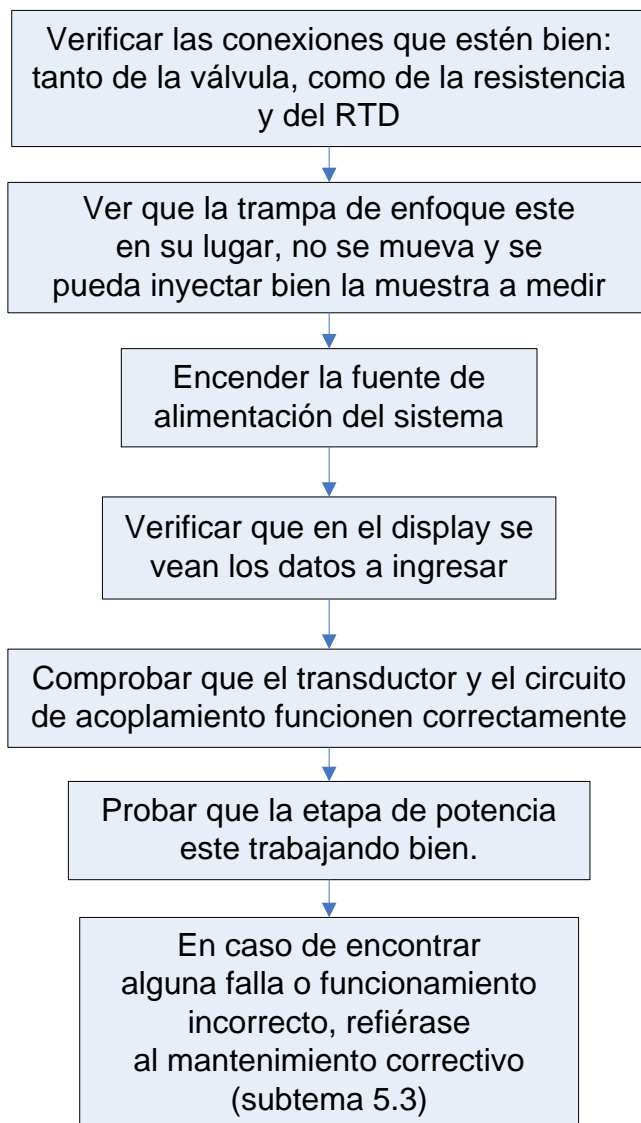 Verificar las conexiones que estén bien:
tanto de la válvula, como de la resistencia
y del RTD
Ver que la trampa de enfoque este
en su lugar, no se mueva y se
pueda inyectar bien la muestra a medir
Encender la fuente de
alimentación del sistema
Verificar que en el display se
vean los datos a ingresar
Comprobar que el transductor y el circuito
de acoplamiento funcionen correctamente
Probar que la etapa de potencia
este trabajando bien.
En caso de encontrar
alguna falla o funcionamiento
incorrecto, refiérase
al mantenimiento correctivo
(subtema 5.3)